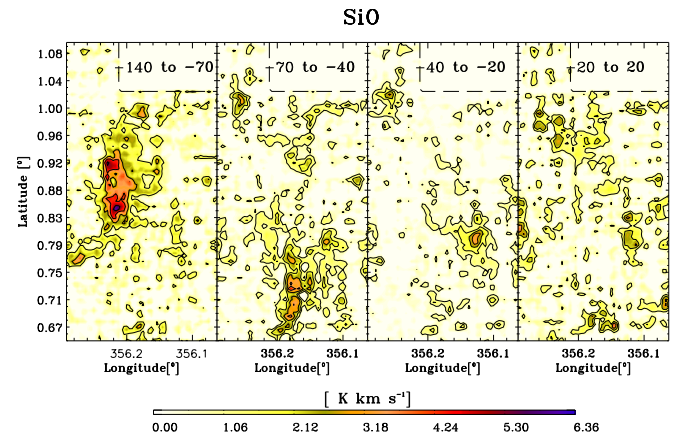 SiO
−140 to −70
−70 to −40
−40 to −20
−20 to 20
Latitude [°]
1.08
1.04
1.00
0.96
0.92
0.88
0.83
0.79
0.75
0.71
0.67
356.2 356.1 356.2 356.1 356.2 356.1 356.2 356.1
Longitude[°] Longitude[°] Longitude[°] Longitude[°]
[ K km s⁻¹]
0.00 1.06 2.12 3.18 4.24 5.30 6.36